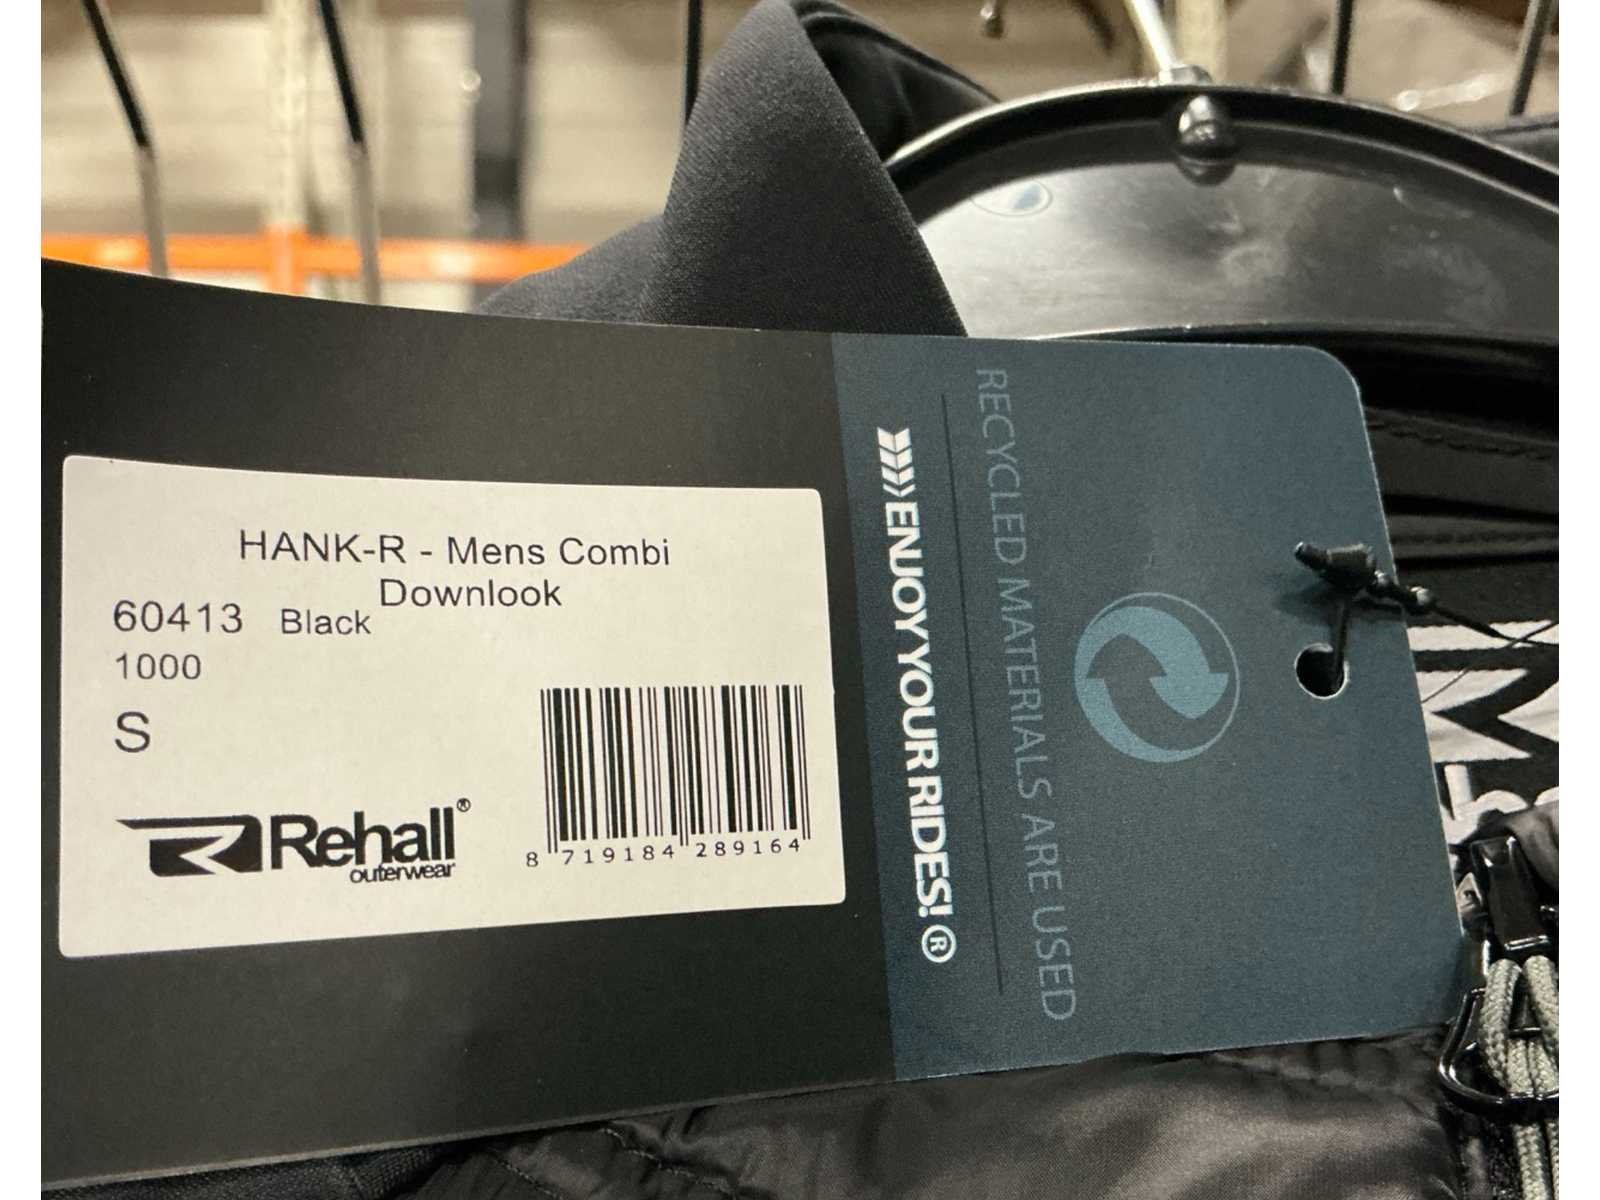 HANK-R - Mens Combi
Downlook
60413 Black
1000
S
Rehall®
outerwear
8 719184 289164
ENJOY YOUR RIDES!®
RECYCLED MATERIALS ARE USED